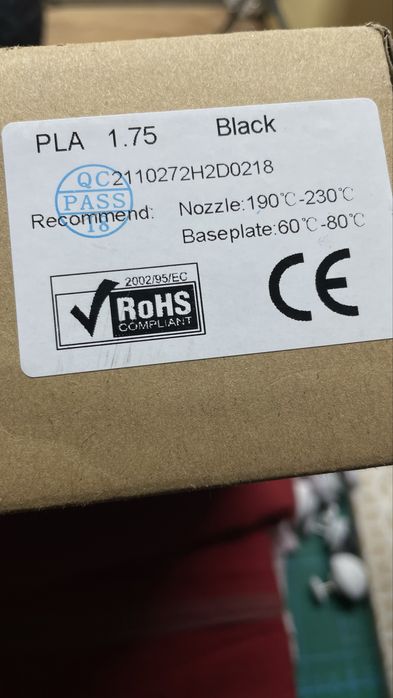 PLA 1.75 Black
2110272H2D0218
QC
PASS
18
Recommend: Nozzle:190℃-230℃
Baseplate:60℃-80℃
2002/95/EC
RoHS
COMPLIANT
CE